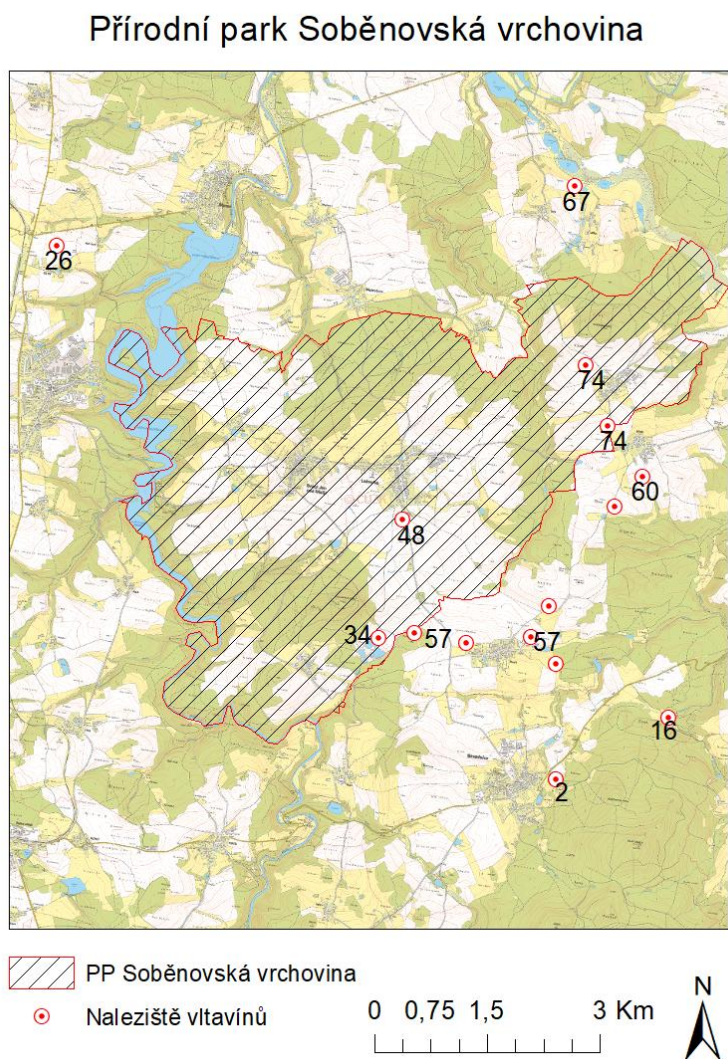 Přírodní park Soběnovská vrchovina
67
26
74
74
60
48
34
57
57
16
2
PP Soběnovská vrchovina
Naleziště vltavínů
0 0,75 1,5 3 Km
N